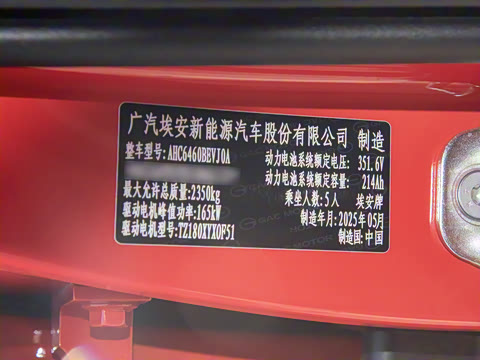 广汽埃安新能源汽车股份有限公司 制造
整车型号:AHC6460BEVJ0A 动力电池系统额定电压: 351.6V
动力电池系统额定容量: 214Ah
最大允许总质量:2350kg 乘坐人数:5人 埃安牌
驱动电机峰值功率:165kW 制造年月:2025年05月
驱动电机型号:TZ180XYX0F51 制造国:中国